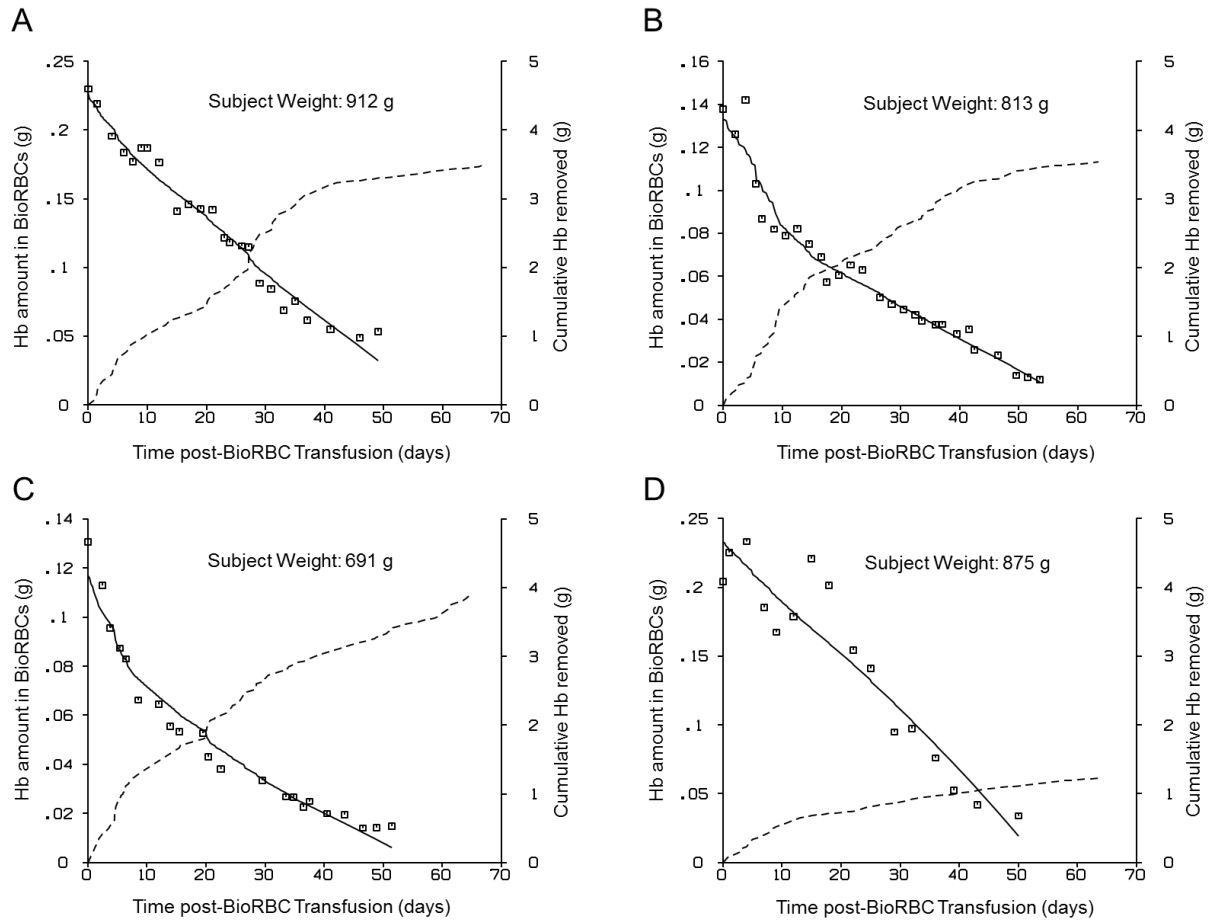 A
Hb amount in BioRBCs (g)
.25
.2
.15
.1
.05
0
Subject Weight: 912 g
5
4
3
2
1
0
Cumulative Hb removed (g)
0 10 20 30 40 50 60 70
Time post-BioRBC Transfusion (days)
B
Hb amount in BioRBCs (g)
.16
.14
.12
.1
.08
.06
.04
.02
0
Subject Weight: 813 g
5
4
3
2
1
0
Cumulative Hb removed (g)
0 10 20 30 40 50 60 70
Time post-BioRBC Transfusion (days)
C
Hb amount in BioRBCs (g)
.14
.12
.1
.08
.06
.04
.02
0
Subject Weight: 691 g
5
4
3
2
1
0
Cumulative Hb removed (g)
0 10 20 30 40 50 60 70
Time post-BioRBC Transfusion (days)
D
Hb amount in BioRBCs (g)
.25
.2
.15
.1
.05
0
Subject Weight: 875 g
5
4
3
2
1
0
Cumulative Hb removed (g)
0 10 20 30 40 50 60 70
Time post-BioRBC Transfusion (days)